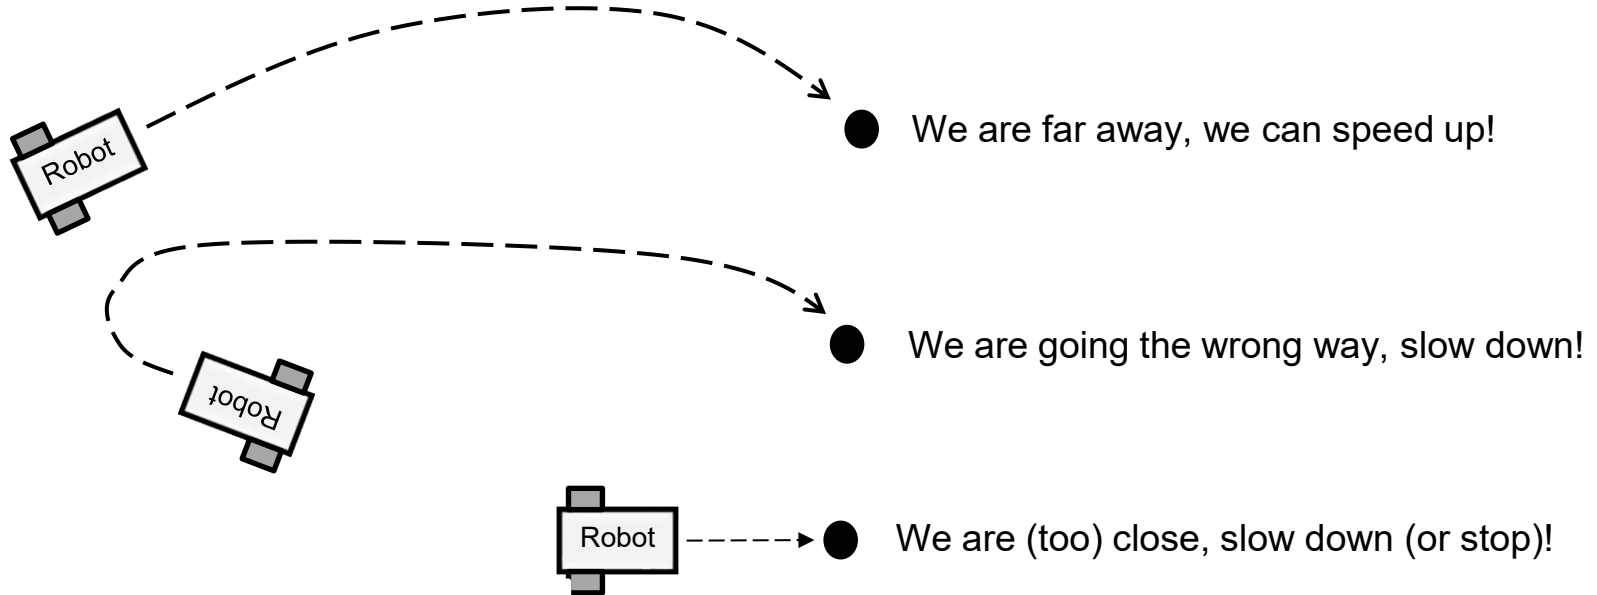 We are far away, we can speed up!
Robot
We are going the wrong way, slow down!
Robot
Robot
We are (too) close, slow down (or stop)!